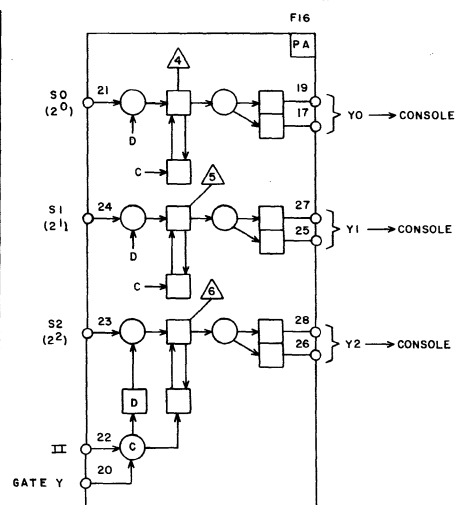 F16
PA
4
S0 21 19
(2⁰) 17 Y0 → CONSOLE
D
C
5
S1 24 27
(2¹) 25 Y1 → CONSOLE
D
C
6
S2 23 28
(2²) 26 Y2 → CONSOLE
D
II 22 C
20
GATE Y